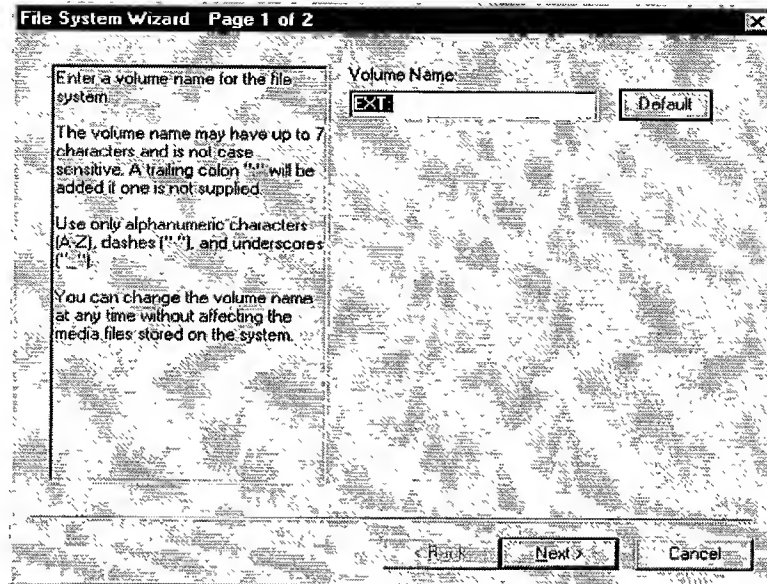 File System Wizard Page 1 of 2
Enter a volume name for the file
system.
The volume name may have up to 7
characters and is not case
sensitive. A trailing colon ":" will be
added if one is not supplied.
Use only alphanumeric characters
(A-Z), dashes ("-"), and underscores
("_").
You can change the volume name
at any time without affecting the
media files stored on the system.
Volume Name:
EXT:
Default
< Back
Next >
Cancel